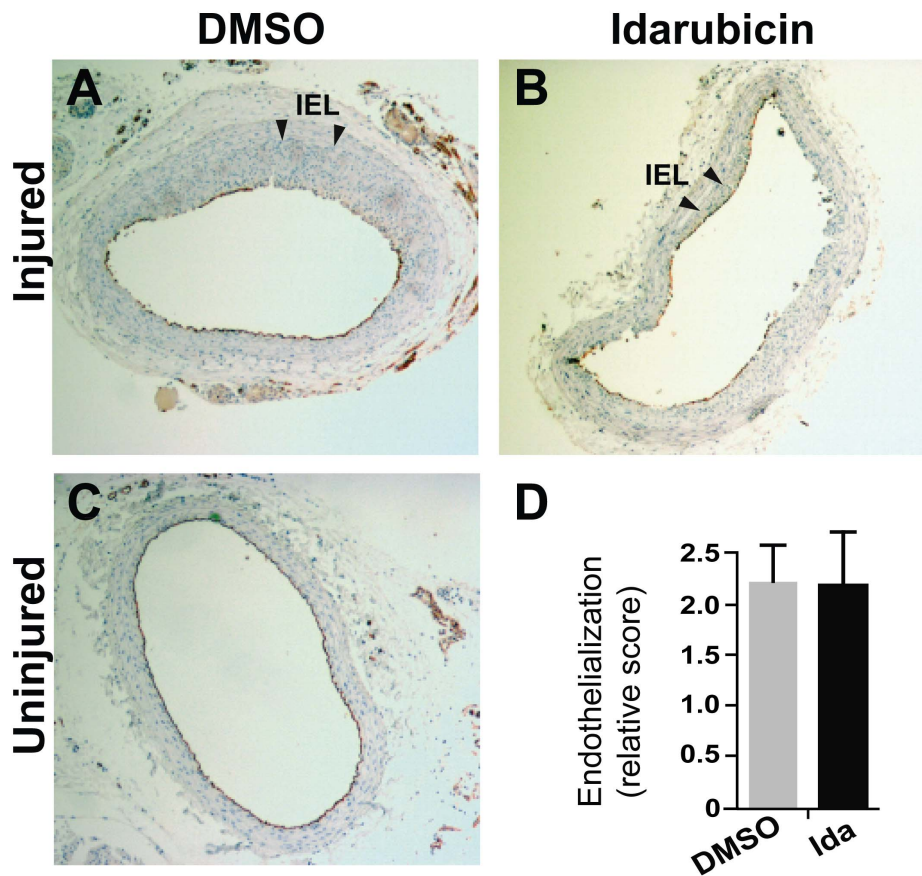 DMSO
Idarubicin
Injured
A
IEL
B
IEL
Uninjured
C
D
Endothelialization
(relative score)
2.5
2.0
1.5
1.0
0.5
0
DMSO
Ida